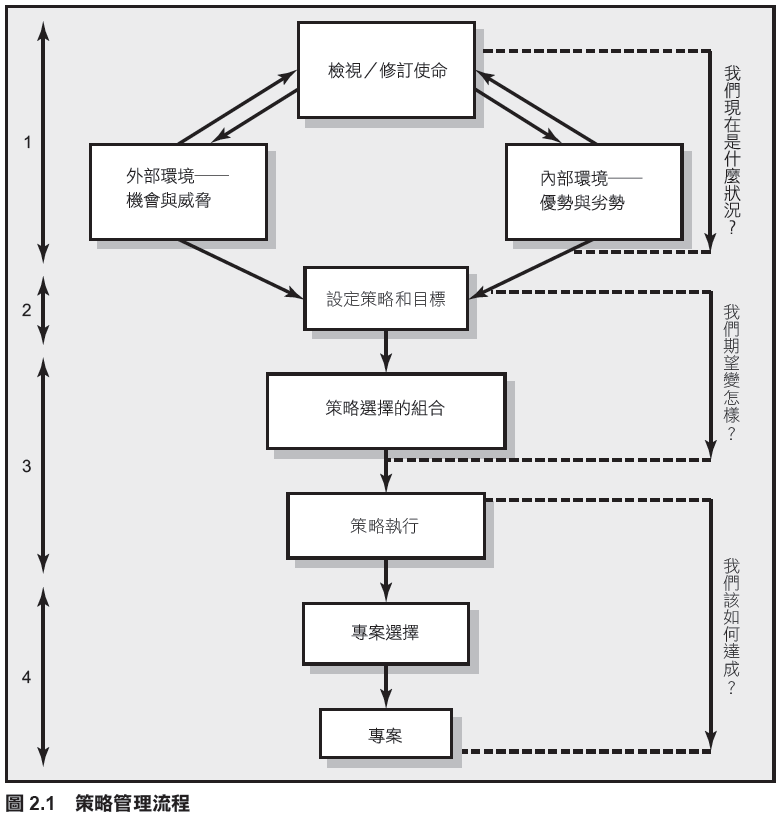 檢視／修訂使命
我們現在是什麼狀況？
1
外部環境──
機會與威脅
內部環境──
優勢與劣勢
2
設定策略和目標
我們期望變怎樣？
策略選擇的組合
3
策略執行
我們該如何達成？
專案選擇
4
專案
圖 2.1 策略管理流程